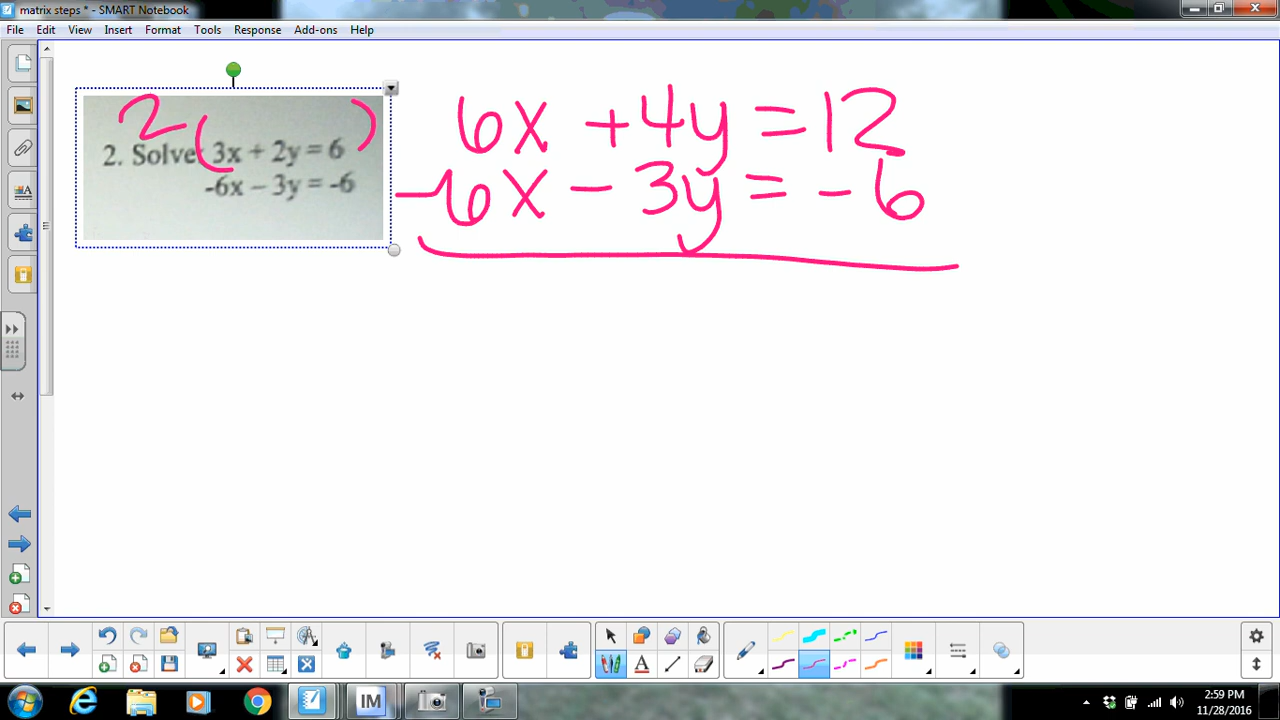 matrix steps * - SMART Notebook
File Edit View Insert Format Tools Response Add-ons Help
2 ( )
2. Solve: 3x + 2y = 6
-6x – 3y = -6
6x + 4y = 12
-6x - 3y = -6
IM
2:59 PM
11/28/2016